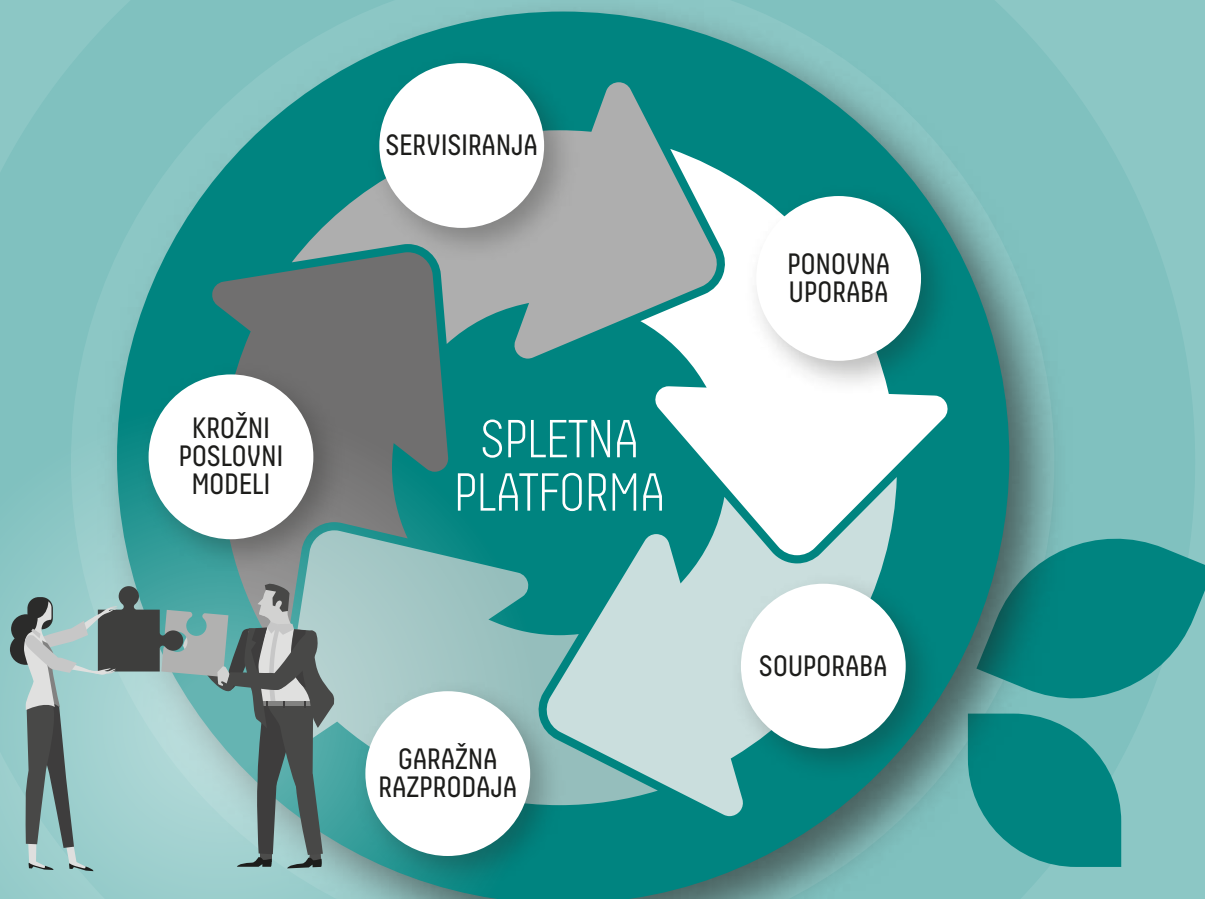 SERVISIRANJA
PONOVNA
UPORABA
KROŽNI
POSLOVNI
MODELI
SPLETNA
PLATFORMA
SOUPORABA
GARAŽNA
RAZPRODAJA